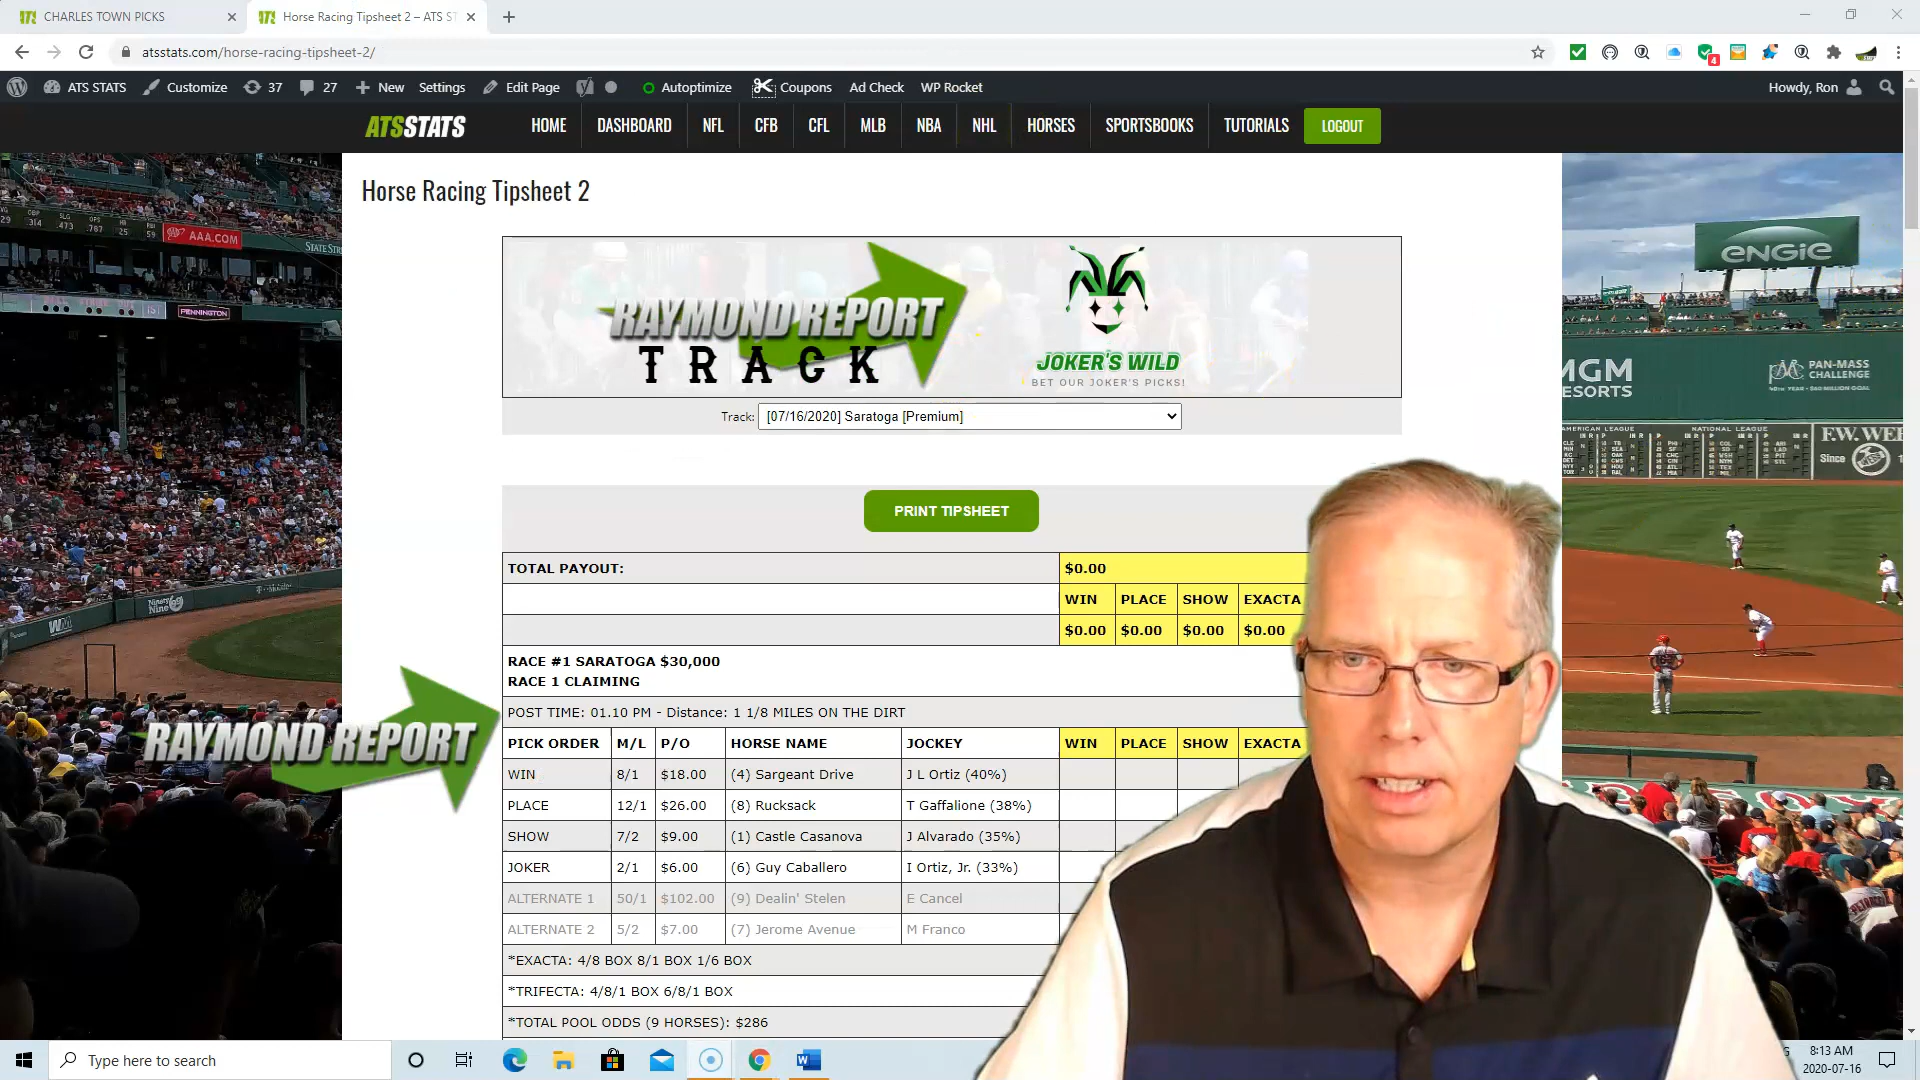 CHARLES TOWN PICKS
Horse Racing Tipsheet 2 – ATS ST
atsstats.com/horse-racing-tipsheet-2/
4
ATS STATS Customize 37 27 New Settings Edit Page Autoptimize Coupons Ad Check WP Rocket Howdy, Ron
ATSSTATS HOME DASHBOARD NFL CFB CFL MLB NBA NHL HORSES SPORTSBOOKS TUTORIALS LOGOUT
Horse Racing Tipsheet 2
AAA.COM
STATE STR
PENNINGTON
engie
RAYMOND REPORT
TRACK
JOKER'S WILD
BET OUR JOKER'S PICKS!
MGM
ESORTS
PAN-MASS
CHALLENGE
Track: [07/16/2020] Saratoga [Premium]
AMERICAN LEAGUE
NATIONAL LEAGUE
F.W. WEB
Since
PRINT TIPSHEET
TOTAL PAYOUT: $0.00
WIN PLACE SHOW EXACTA
$0.00 $0.00 $0.00 $0.00
RACE #1 SARATOGA $30,000
RACE 1 CLAIMING
POST TIME: 01.10 PM - Distance: 1 1/8 MILES ON THE DIRT
RAYMOND REPORT
PICK ORDER M/L P/O HORSE NAME JOCKEY WIN PLACE SHOW EXACTA
WIN 8/1 $18.00 (4) Sargeant Drive J L Ortiz (40%)
PLACE 12/1 $26.00 (8) Rucksack T Gaffalione (38%)
SHOW 7/2 $9.00 (1) Castle Casanova J Alvarado (35%)
JOKER 2/1 $6.00 (6) Guy Caballero I Ortiz, Jr. (33%)
ALTERNATE 1 50/1 $102.00 (9) Dealin' Stelen E Cancel
ALTERNATE 2 5/2 $7.00 (7) Jerome Avenue M Franco
*EXACTA: 4/8 BOX 8/1 BOX 1/6 BOX
*TRIFECTA: 4/8/1 BOX 6/8/1 BOX
*TOTAL POOL ODDS (9 HORSES): $286
Type here to search
8:13 AM
2020-07-16